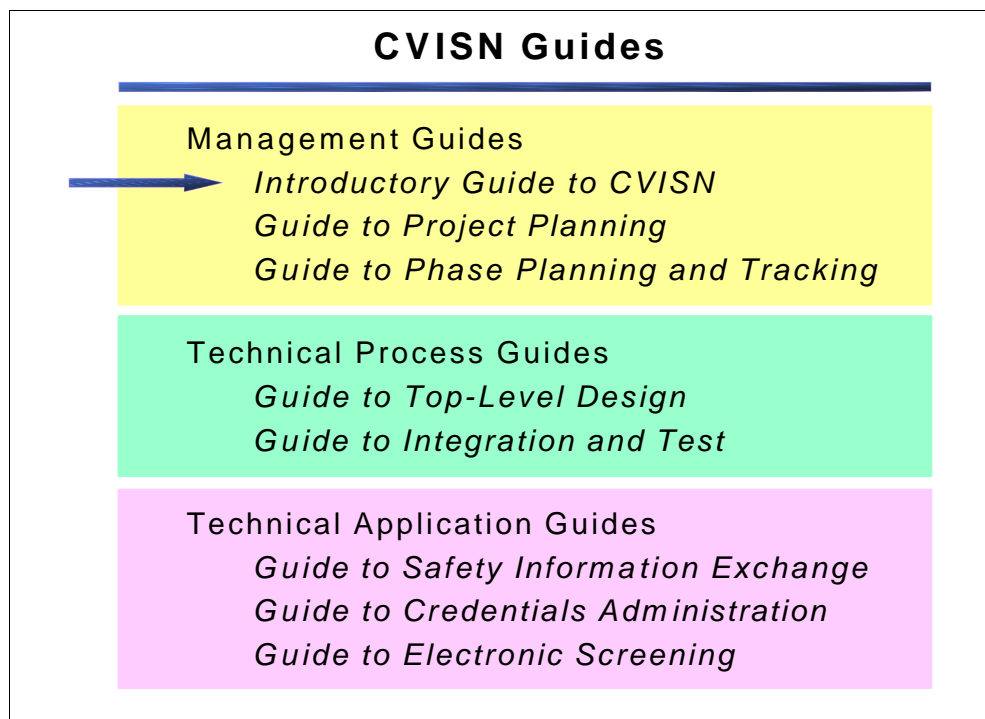 CVISN Guides
Management Guides
Introductory Guide to CVISN
Guide to Project Planning
Guide to Phase Planning and Tracking
Technical Process Guides
Guide to Top-Level Design
Guide to Integration and Test
Technical Application Guides
Guide to Safety Information Exchange
Guide to Credentials Administration
Guide to Electronic Screening